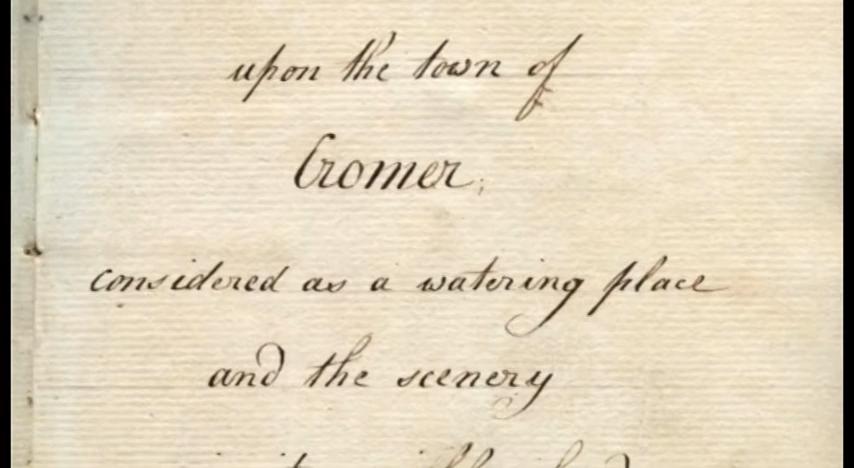 upon the town of
Cromer;
considered as a watering place
and the scenery